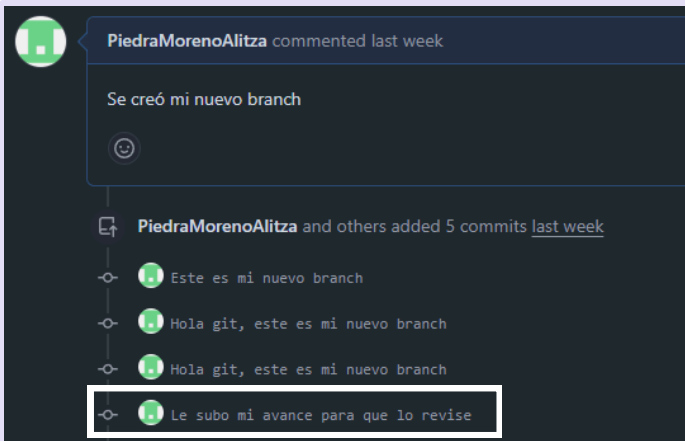 PiedraMorenoAlitza commented last week
Se creó mi nuevo branch
PiedraMorenoAlitza and others added 5 commits last week
Este es mi nuevo branch
Hola git, este es mi nuevo branch
Hola git, este es mi nuevo branch
Le subo mi avance para que lo revise